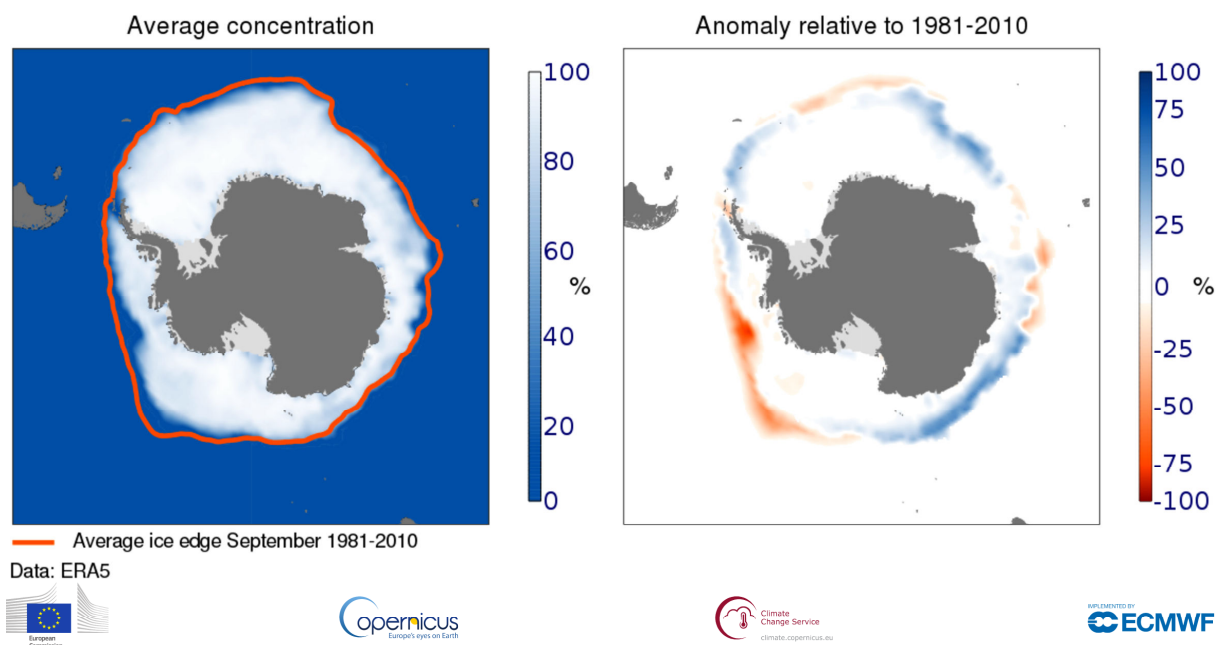 Average concentration
Anomaly relative to 1981-2010
100
80
60
40
20
0
%
100
75
50
25
0
-25
-50
-75
-100
%
Average ice edge September 1981-2010
Data: ERA5
European
opernicus
Europe's eyes on Earth
Climate
Change Service
climate.copernicus.eu
IMPLEMENTED BY
ECMWF